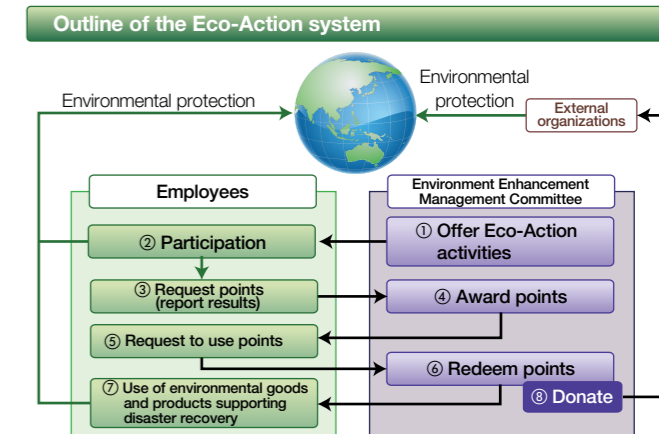 Outline of the Eco-Action system
Environmental protection
Environmental
protection
External
organizations
Employees
Environment Enhancement
Management Committee
① Offer Eco-Action
activities
② Participation
③ Request points
(report results)
④ Award points
⑤ Request to use points
⑥ Redeem points
⑦ Use of environmental goods
and products supporting
disaster recovery
⑧ Donate